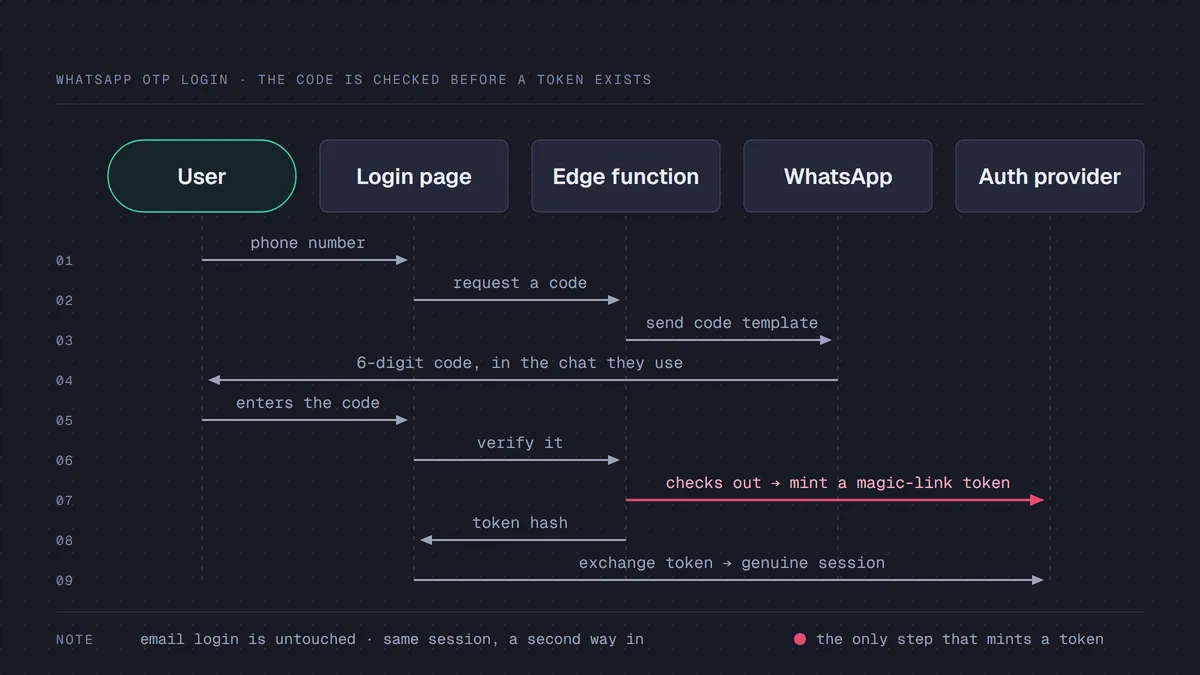 WHATSAPP OTP LOGIN · THE CODE IS CHECKED BEFORE A TOKEN EXISTS
User
Login page
Edge function
WhatsApp
Auth provider
01
phone number
02
request a code
03
send code template
04
6-digit code, in the chat they use
05
enters the code
06
verify it
07
checks out → mint a magic-link token
08
token hash
09
exchange token → genuine session
NOTE email login is untouched · same session, a second way in
the only step that mints a token